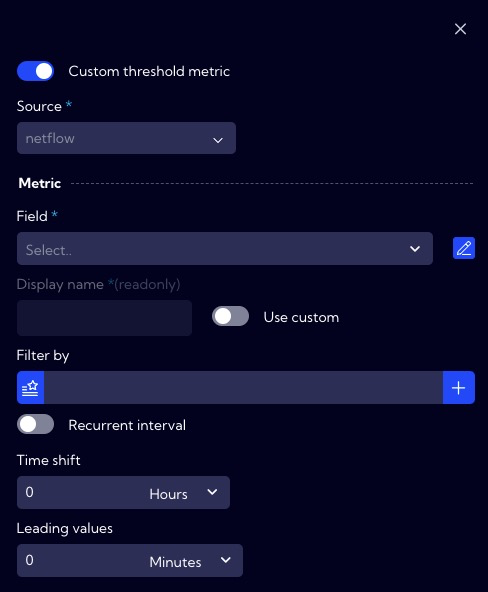 Custom threshold metric
Source *
netflow
Metric
Field *
Select..
Display name *(readonly)
Use custom
Filter by
Recurrent interval
Time shift
0 Hours
Leading values
0 Minutes